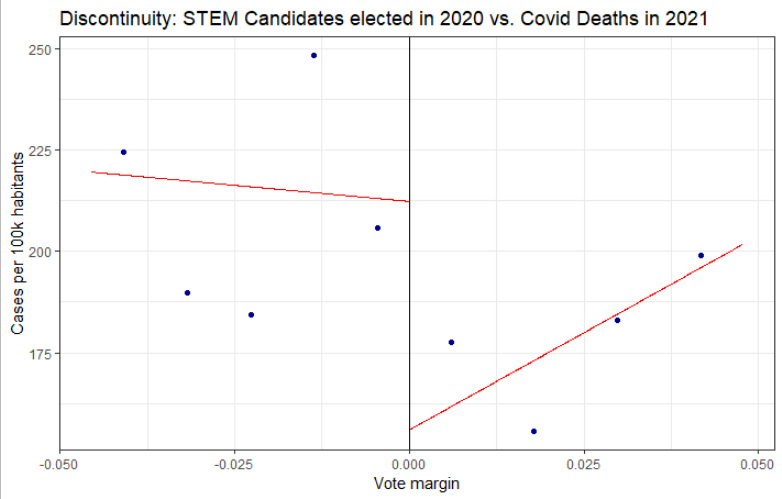 Discontinuity: STEM Candidates elected in 2020 vs. Covid Deaths in 2021
Cases per 100k habitants
250
225
200
175
-0.050 -0.025 0.000 0.025 0.050
Vote margin